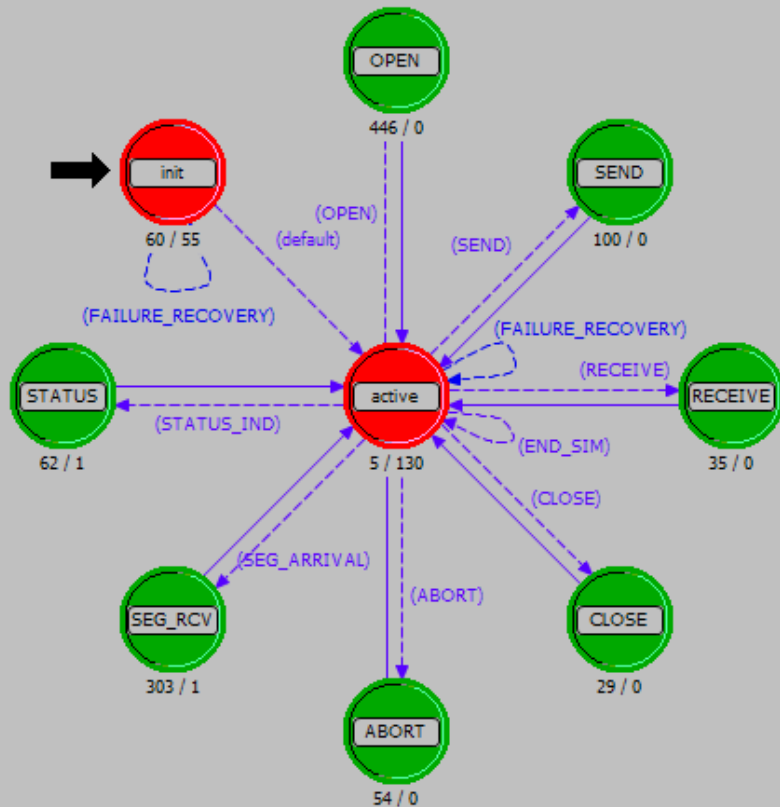 OPEN
446 / 0
init
60 / 55
SEND
100 / 0
(OPEN)
(default)
(SEND)
(FAILURE_RECOVERY)
(FAILURE_RECOVERY)
(RECEIVE)
STATUS
62 / 1
(STATUS_IND)
active
5 / 130
RECEIVE
35 / 0
(END_SIM)
(CLOSE)
(SEG_ARRIVAL)
(ABORT)
SEG_RCV
303 / 1
CLOSE
29 / 0
ABORT
54 / 0